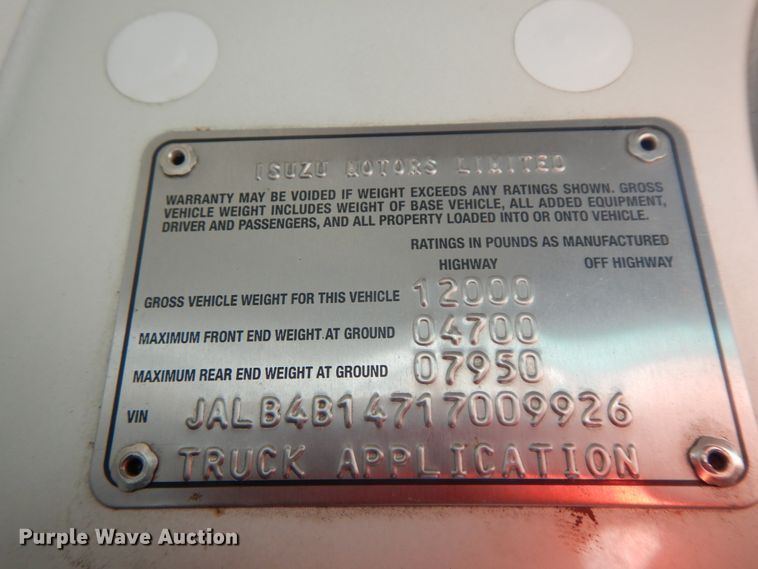 ISUZU MOTORS LIMITED
WARRANTY MAY BE VOIDED IF WEIGHT EXCEEDS ANY RATINGS SHOWN. GROSS
VEHICLE WEIGHT INCLUDES WEIGHT OF BASE VEHICLE, ALL ADDED EQUIPMENT,
DRIVER AND PASSENGERS, AND ALL PROPERTY LOADED INTO OR ONTO VEHICLE.
RATINGS IN POUNDS AS MANUFACTURED
HIGHWAY OFF HIGHWAY
GROSS VEHICLE WEIGHT FOR THIS VEHICLE 12000
MAXIMUM FRONT END WEIGHT AT GROUND 04700
MAXIMUM REAR END WEIGHT AT GROUND 07950
VIN JALB4B14717009926
TRUCK APPLICATION
Purple Wave Auction